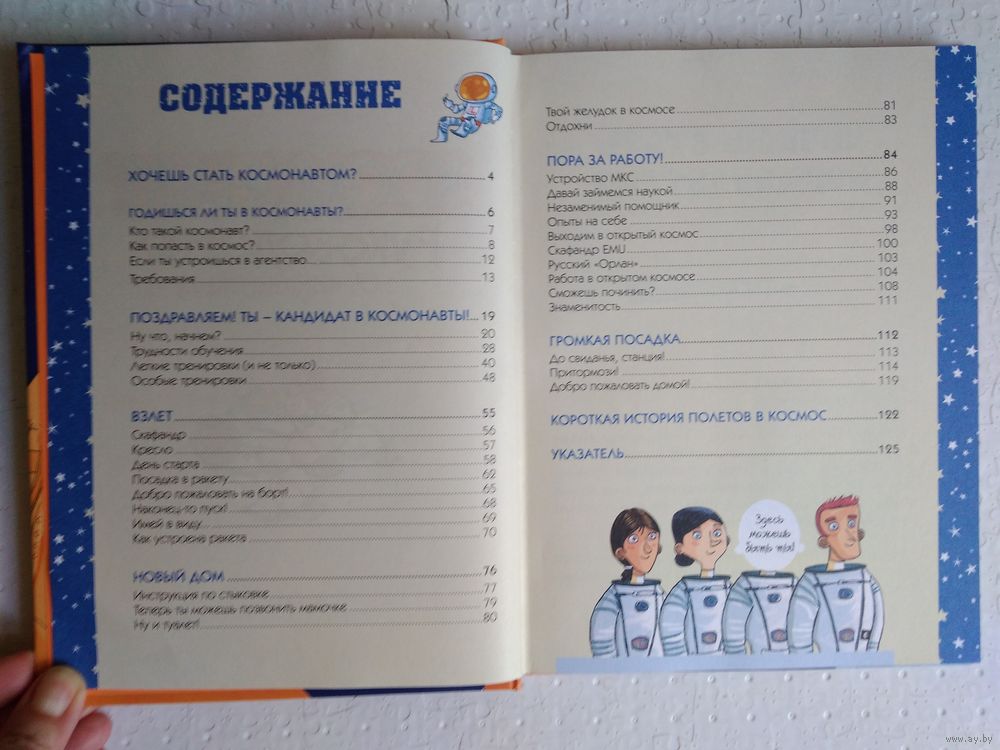 СОДЕРЖАНИЕ
ХОЧЕШЬ СТАТЬ КОСМОНАВТОМ? 4
ГОДИШЬСЯ ЛИ ТЫ В КОСМОНАВТЫ? 6
Кто такой космонавт? 7
Как попасть в космос? 8
Если ты устроишься в агентство 12
Требования 13
ПОЗДРАВЛЯЕМ! ТЫ – КАНДИДАТ В КОСМОНАВТЫ! 19
Ну что, начнем? 20
Трудности обучения 28
Легкие тренировки (и не только) 40
Особые тренировки 48
ВЗЛЕТ 55
Скафандр 56
Кресло 57
День старта 58
Посадка в ракету 62
Добро пожаловать на борт! 65
Наконец-то пуск! 68
Имей в виду 69
Как устроена ракета 70
НОВЫЙ ДОМ 76
Инструкция по стыковке 77
Теперь ты можешь позвонить мамочке 79
Ну и туалет! 80
Твой желудок в космосе 81
Отдохни 83
ПОРА ЗА РАБОТУ! 84
Устройство МКС 86
Давай займемся наукой 88
Незаменимый помощник 91
Опыты на себе 93
Выходим в открытый космос 98
Скафандр EMU 100
Русский «Орлан» 103
Работа в открытом космосе 104
Сможешь починить? 108
Знаменитость 111
ГРОМКАЯ ПОСАДКА 112
До свиданья, станция! 113
Притормози! 114
Добро пожаловать домой! 119
КОРОТКАЯ ИСТОРИЯ ПОЛЕТОВ В КОСМОС 122
УКАЗАТЕЛЬ 125
Здесь
можешь
быть ты!
www.ay.by